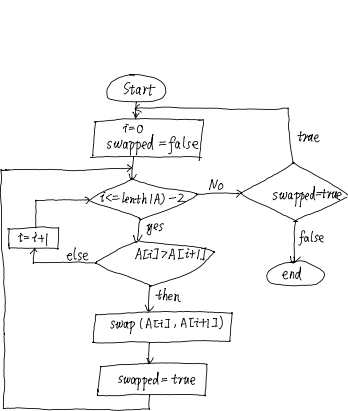 Start
i=0
swapped = false
i<=lenth(A)-2
No
swapped=true
true
false
end
yes
A[i]>A[i+1]
else
i=i+1
then
swap (A[i], A[i+1])
swapped = true